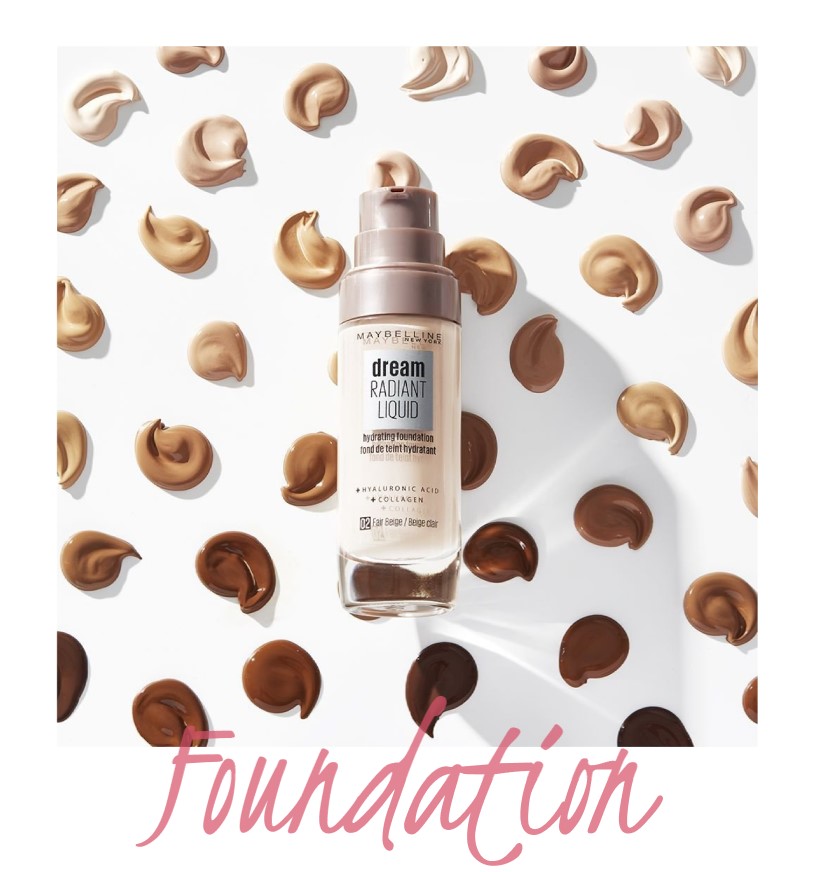 MAYBELLINE
NEW YORK
dream
RADIANT
LIQUID
hydrating foundation
fond de teint hydratant
+ HYALURONIC ACID
+ COLLAGEN
02 Fair Beige / Beige clair
Foundation